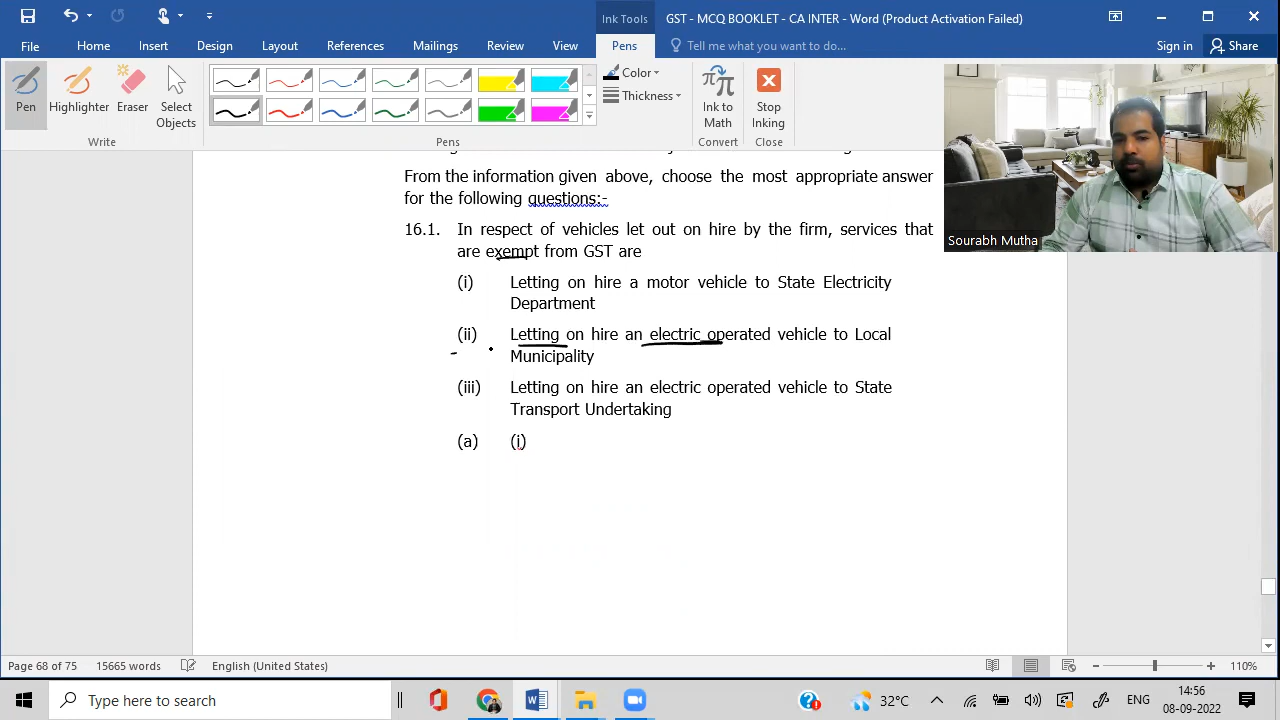 Ink Tools
GST - MCQ BOOKLET - CA INTER - Word (Product Activation Failed)
File Home Insert Design Layout References Mailings Review View Pens Tell me what you want to do... Sign in Share
Pen Highlighter Eraser Select Objects
Color
Thickness
Ink to Math Stop Inking
Write Pens Convert Close
Sourabh Mutha
From the information given above, choose the most appropriate answer
for the following questions:-
16.1. In respect of vehicles let out on hire by the firm, services that
are exempt from GST are
(i) Letting on hire a motor vehicle to State Electricity
Department
(ii) Letting on hire an electric operated vehicle to Local
Municipality
(iii) Letting on hire an electric operated vehicle to State
Transport Undertaking
(a) (i)
Page 68 of 75 15665 words English (United States) 110%
Type here to search 32°C ENG 14:56
08-09-2022